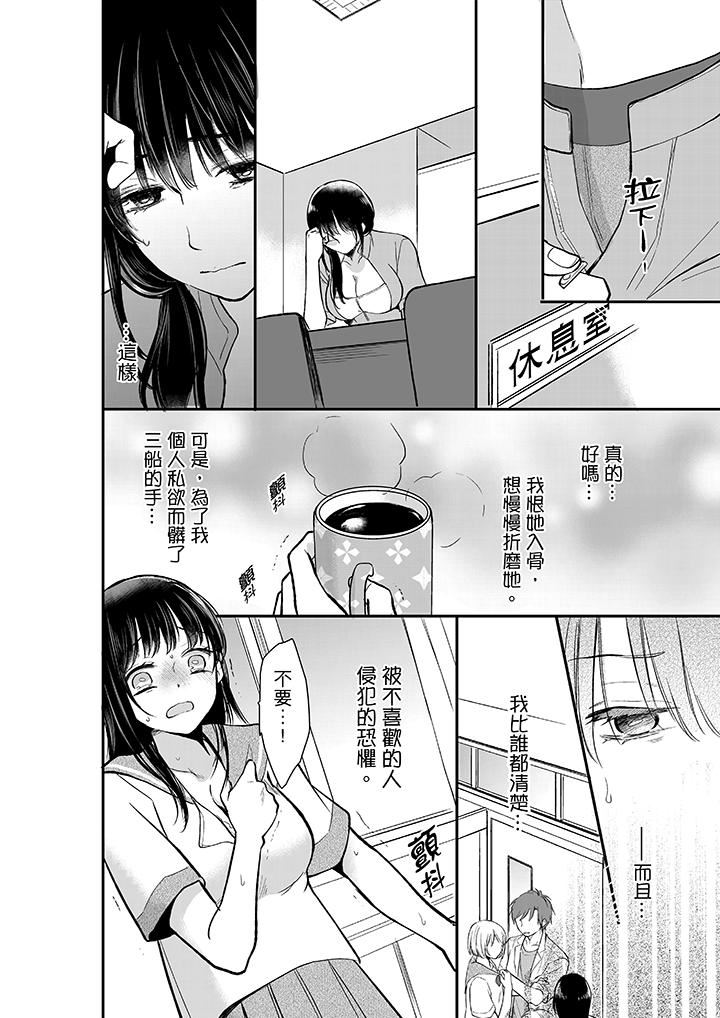 拉下—
休息室
…這樣
真的…
好嗎…
我恨她入骨，
想慢慢折磨她。
顫抖
顫抖
可是，為了我
個人私欲而髒了
三船的手…
——而且…
我比誰都清楚…
被不喜歡的人
侵犯的恐懼。
不要…！
顫抖